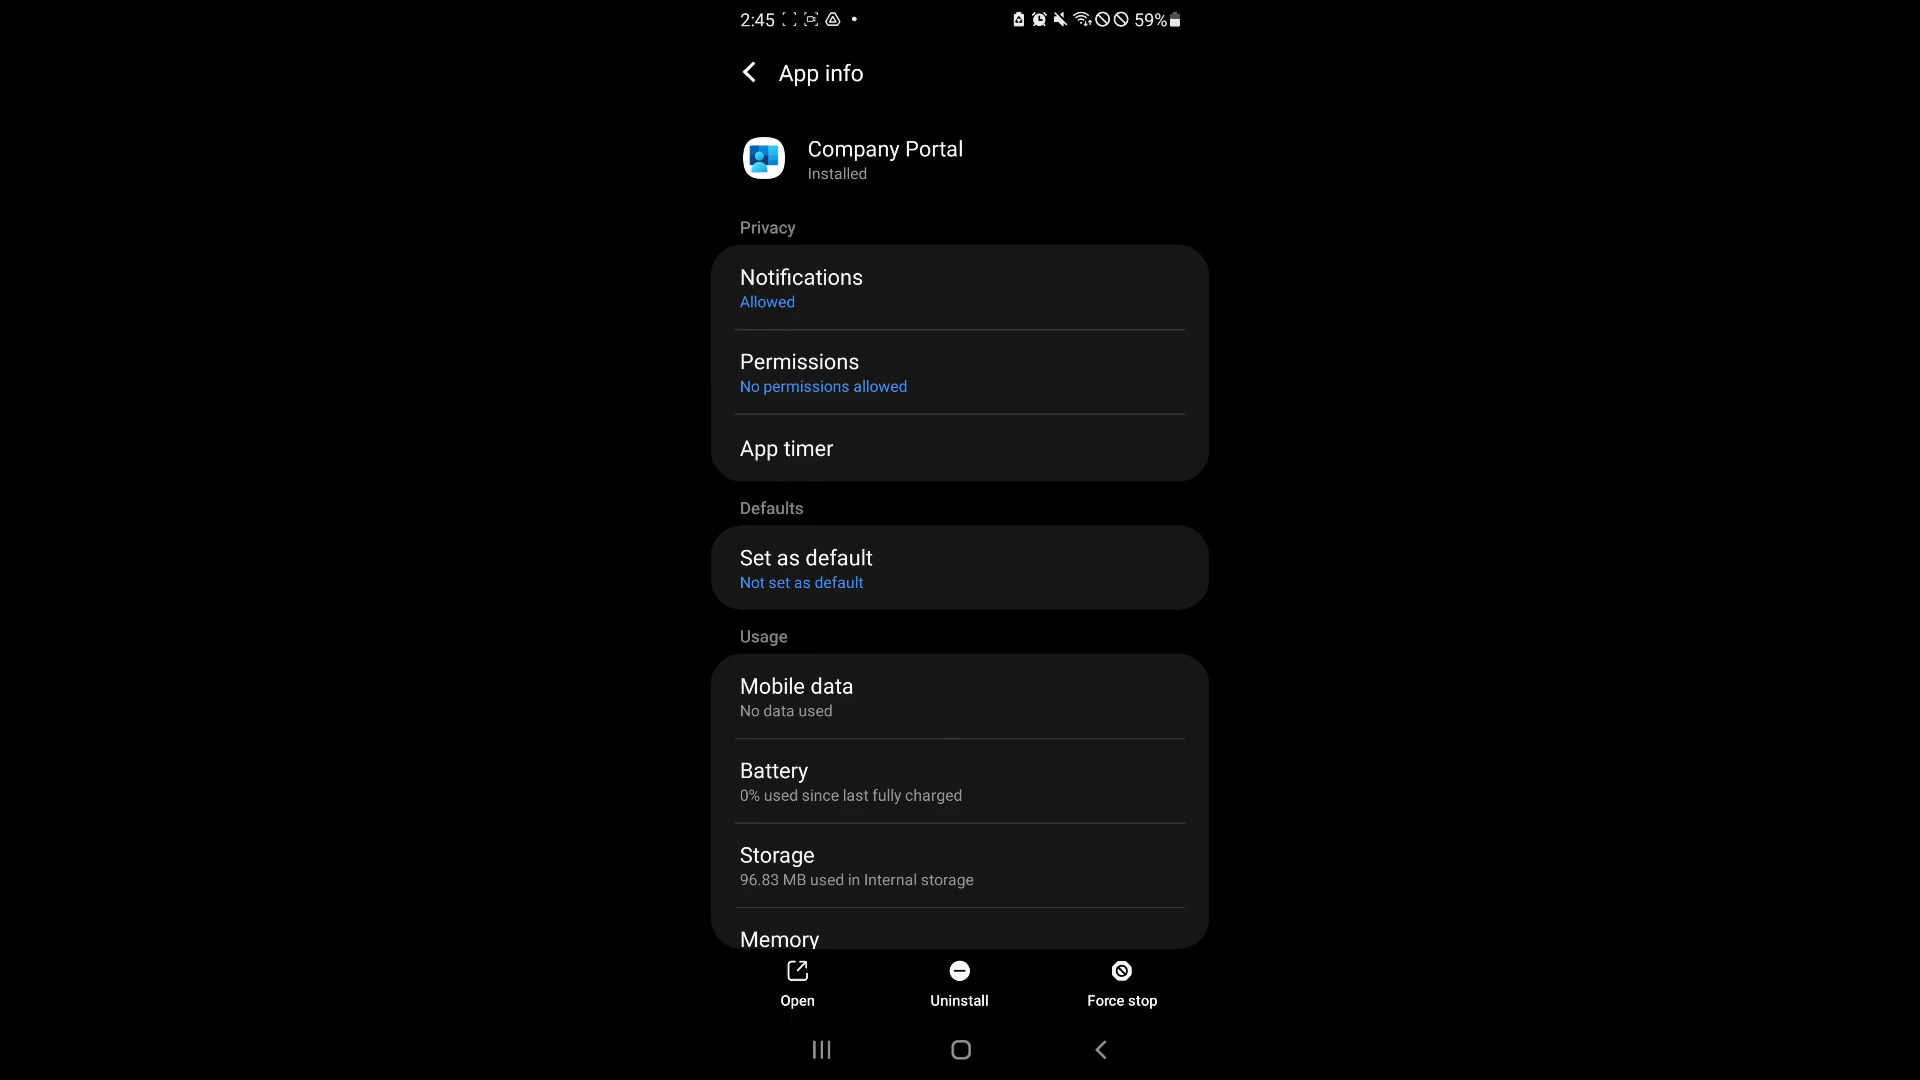 2:45
59%
App info
Company Portal
Installed
Privacy
Notifications
Allowed
Permissions
No permissions allowed
App timer
Defaults
Set as default
Not set as default
Usage
Mobile data
No data used
Battery
0% used since last fully charged
Storage
96.83 MB used in Internal storage
Memory
Open
Uninstall
Force stop